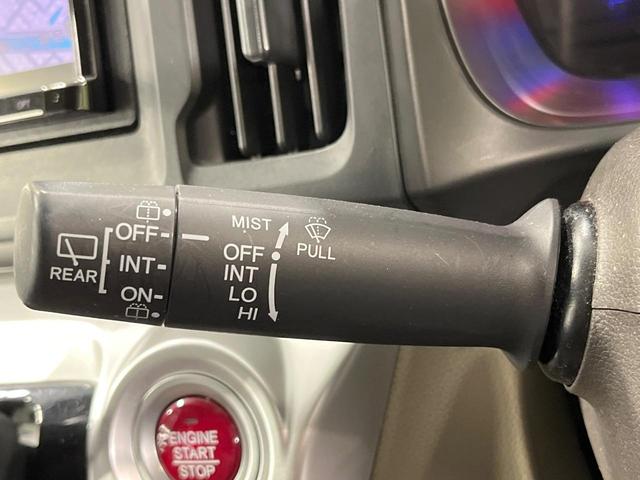 REAR
OFF
INT
ON
MIST
OFF
INT
LO
HI
PULL
ENGINE
START
STOP